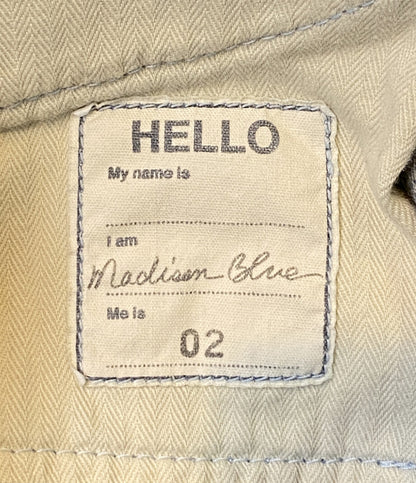 HELLO
My name is
I am
Madison Blue
Me is
02